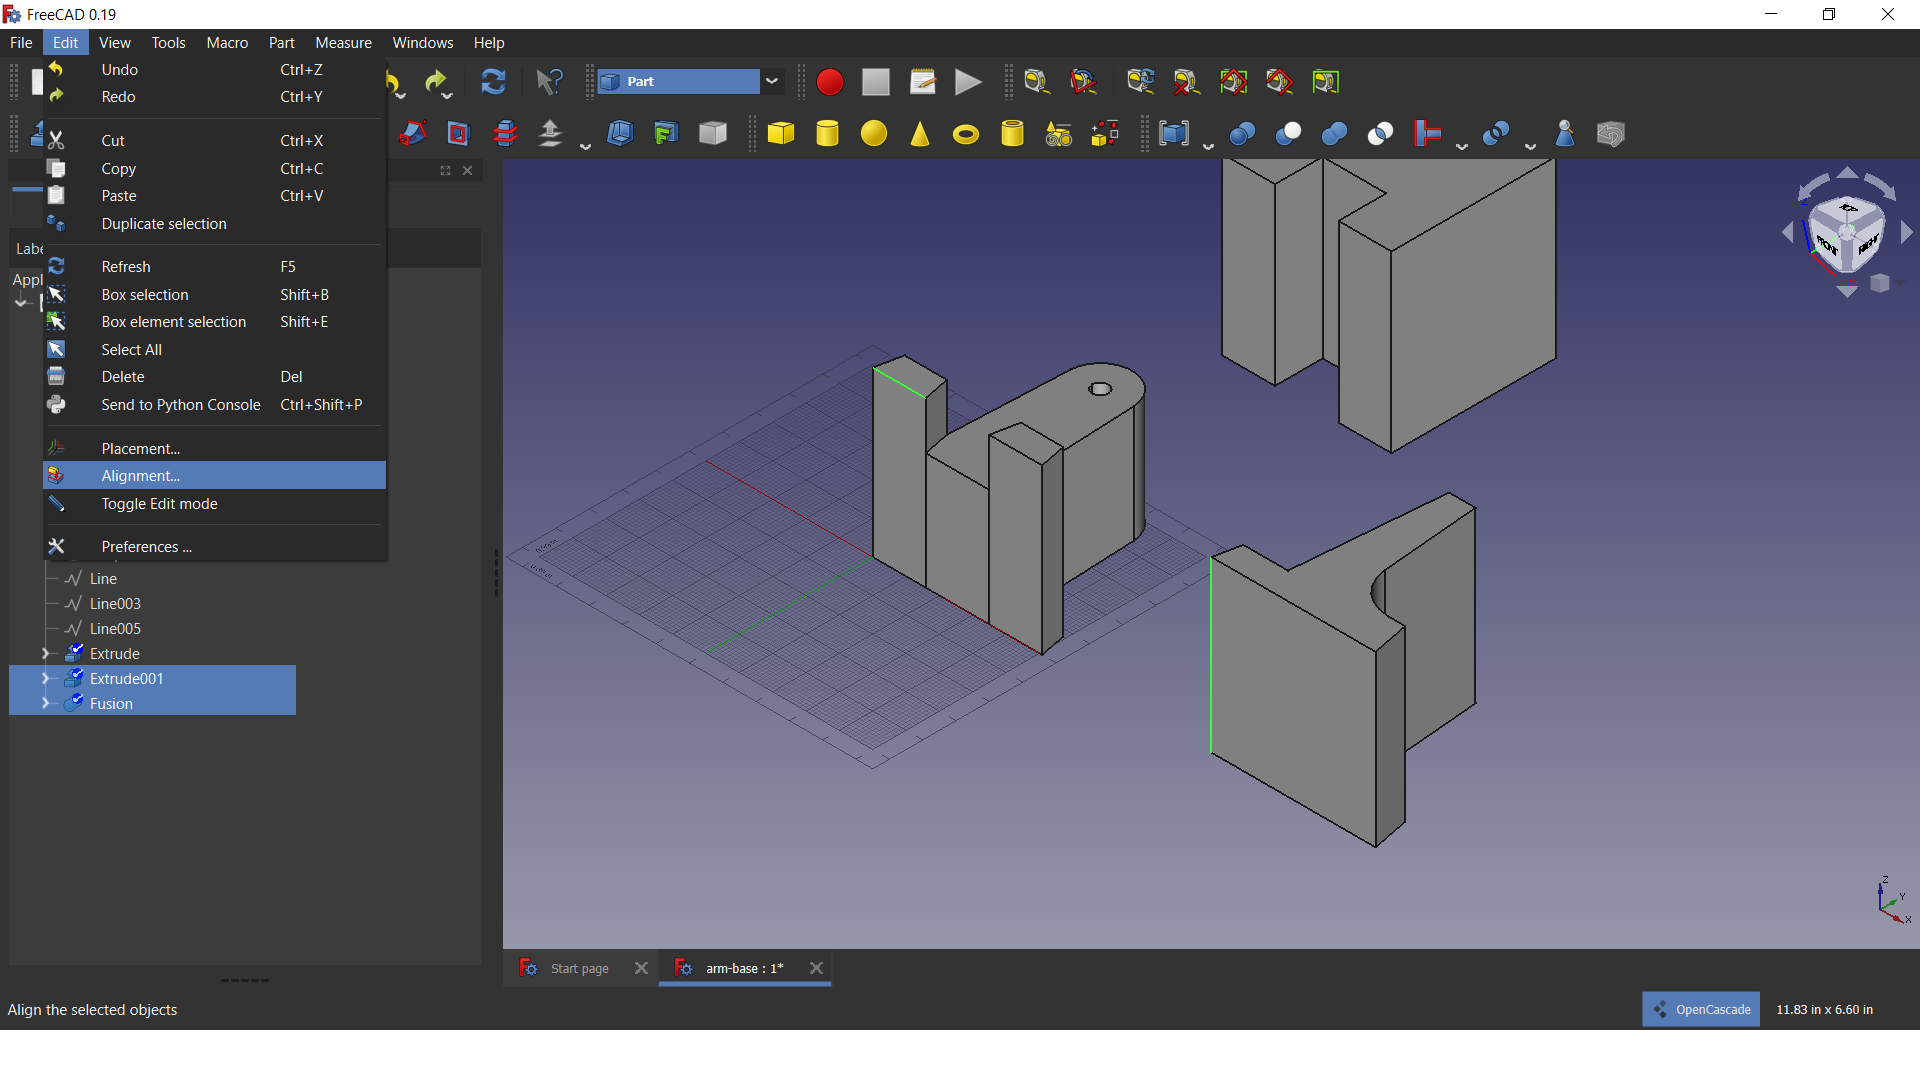 FreeCAD 0.19
File Edit View Tools Macro Part Measure Windows Help
Undo Ctrl+Z
Redo Ctrl+Y
Part
Cut Ctrl+X
Copy Ctrl+C
Paste Ctrl+V
Duplicate selection
Labe
Refresh F5
Appl
Box selection Shift+B
Box element selection Shift+E
Select All
Delete Del
Send to Python Console Ctrl+Shift+P
Placement...
Alignment...
Toggle Edit mode
Preferences ...
Line
Line003
Line005
Extrude
Extrude001
Fusion
TOP
FRONT RIGHT
Z
Y
X
Start page
arm-base : 1*
Align the selected objects
OpenCascade
11.83 in x 6.60 in